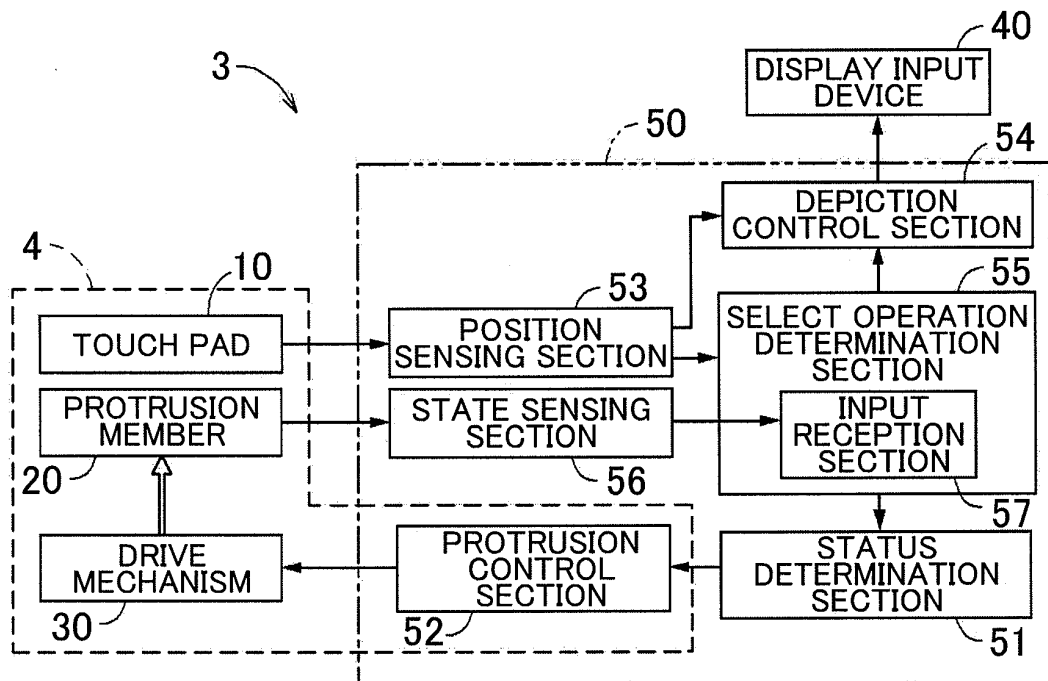 40
3
DISPLAY INPUT
DEVICE
50
54
DEPICTION
CONTROL SECTION
4
10
53
55
TOUCH PAD
POSITION
SENSING SECTION
SELECT OPERATION
DETERMINATION
SECTION
PROTRUSION
MEMBER
STATE SENSING
SECTION
INPUT
RECEPTION
SECTION
20
56
57
DRIVE
MECHANISM
PROTRUSION
CONTROL
SECTION
STATUS
DETERMINATION
SECTION
30
52
51